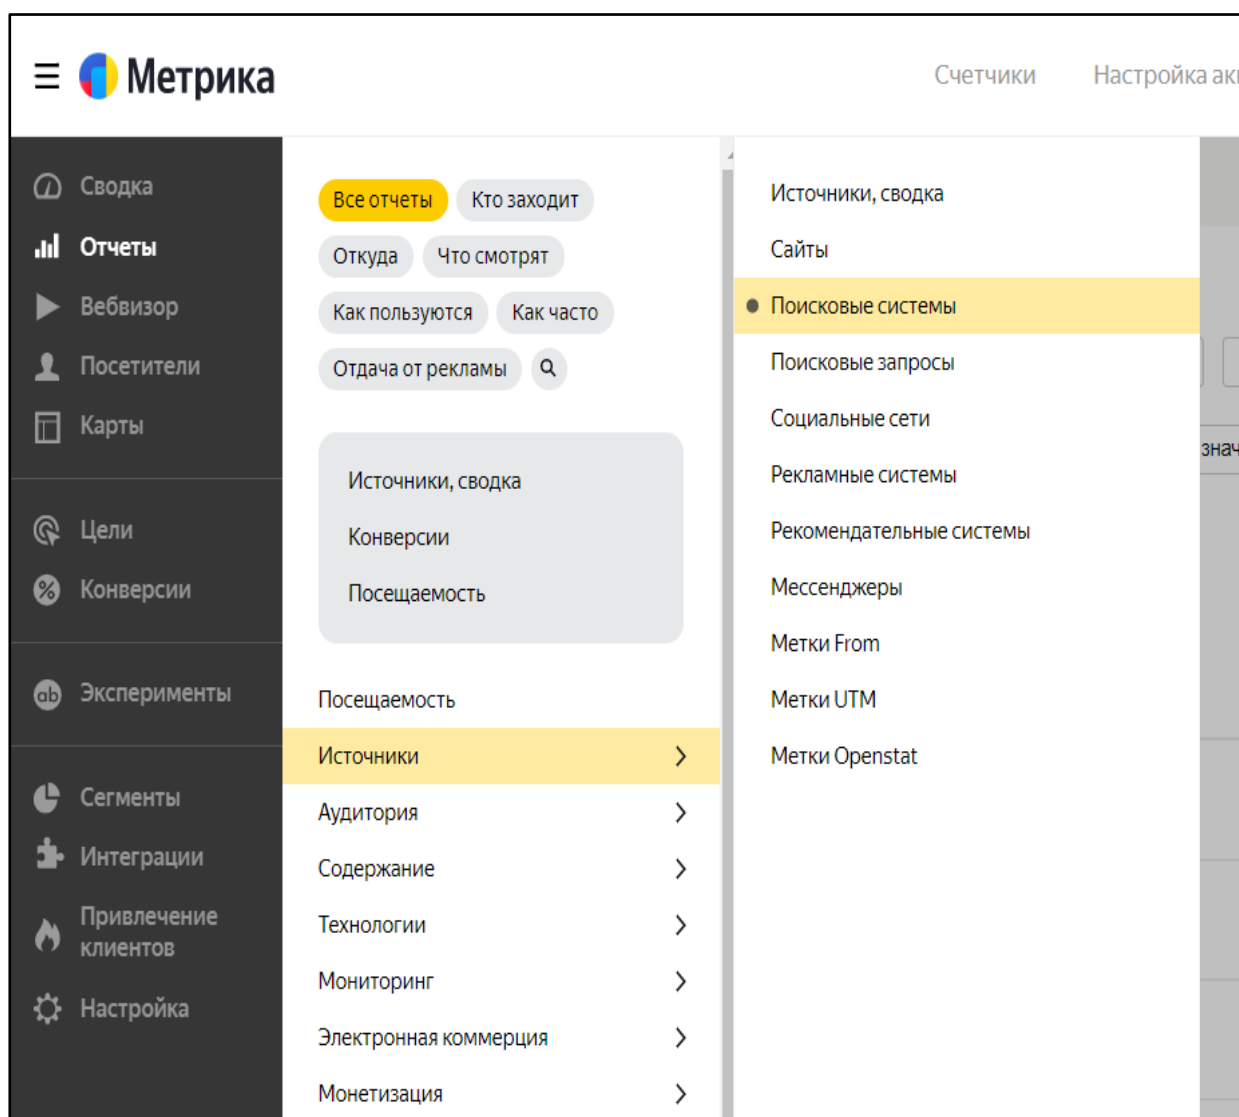 Метрика
Счетчики
Настройка
Сводка
Отчеты
Вебвизор
Посетители
Карты
Цели
Конверсии
Эксперименты
Сегменты
Интеграции
Привлечение
клиентов
Настройка
Все отчеты Кто заходит
Откуда Что смотрят
Как пользуются Как часто
Отдача от рекламы
Источники, сводка
Конверсии
Посещаемость
Посещаемость
Источники
Аудитория
Содержание
Технологии
Мониторинг
Электронная коммерция
Монетизация
Источники, сводка
Сайты
Поисковые системы
Поисковые запросы
Социальные сети
Рекламные системы
Рекомендательные системы
Мессенджеры
Метки From
Метки UTM
Метки Openstat